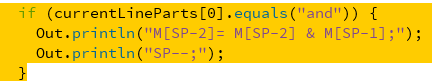 if (currentLineParts[0].equals("and")) {
Out.println("M[SP-2]= M[SP-2] & M[SP-1];");
Out.println("SP--;");
}